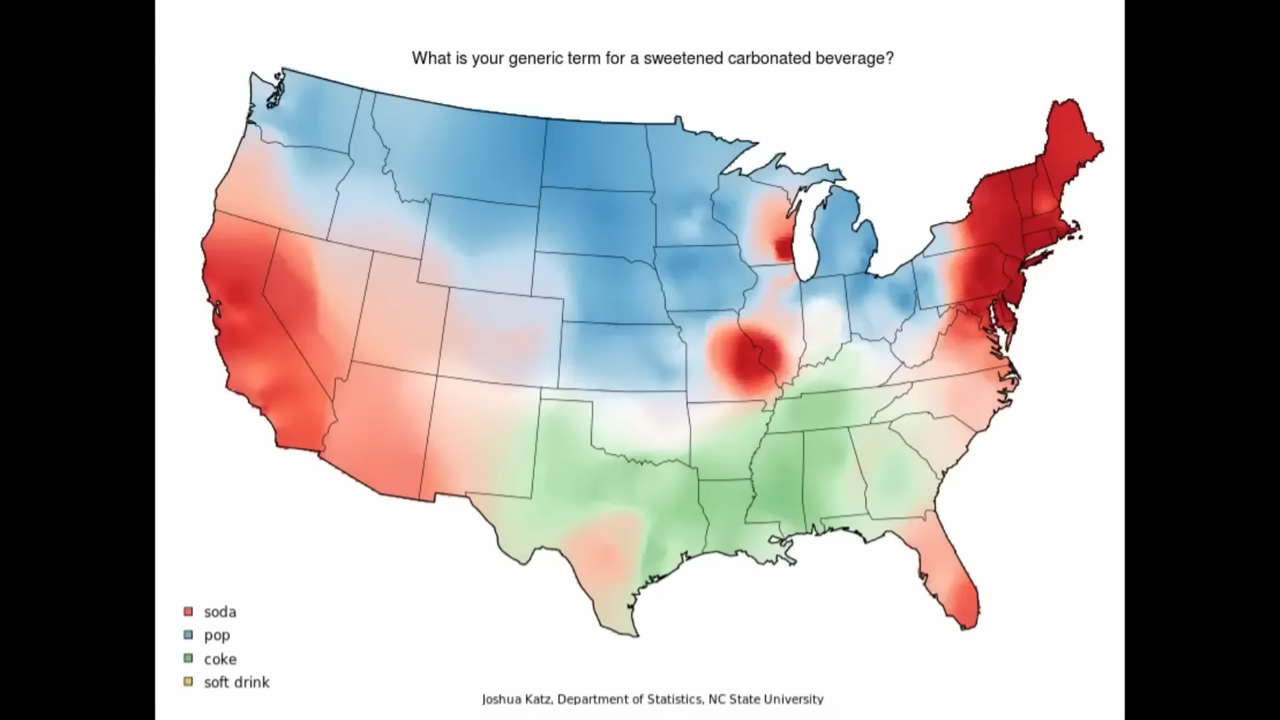 What is your generic term for a sweetened carbonated beverage?
soda
pop
coke
soft drink
Joshua Katz, Department of Statistics, NC State University